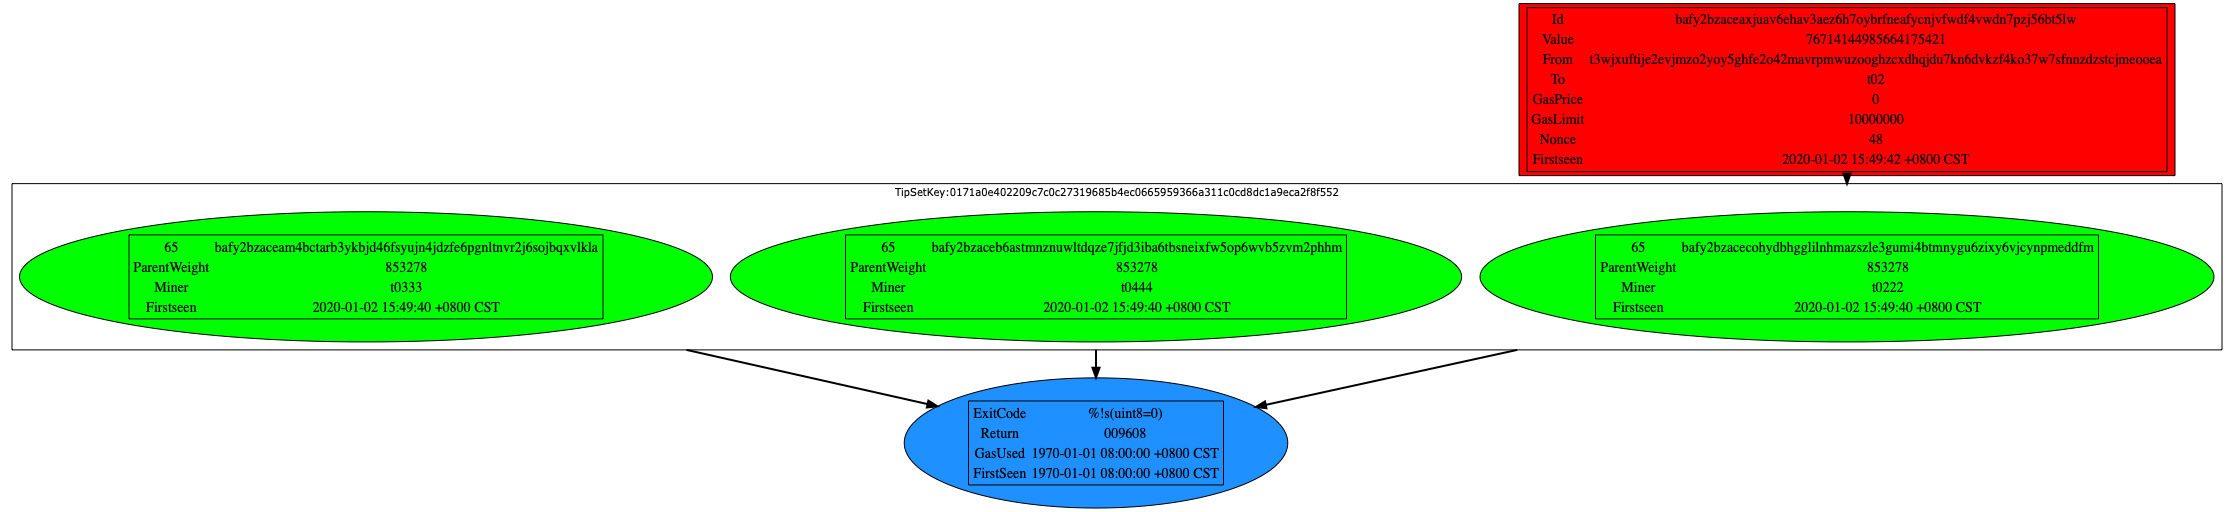 Id bafy2bzaceaxjuav6ehav3aez6h7oybrfneafycnjvfwdf4vwdn7pzj56bt5lw
Value 76714144985664175421
From t3wjxuftije2evjmzo2yoy5ghfe2o42mavrpmwuzooghzcxdhqjdu7kn6dvkzf4ko37w7sfnnzdzstcjmeooea
To t02
GasPrice 0
GasLimit 10000000
Nonce 48
Firstseen 2020-01-02 15:49:42 +0800 CST
TipSetKey:0171a0e402209c7c0c27319685b4ec0665959366a311c0cd8dc1a9eca2f8f552
65 bafy2bzaceam4bctarb3ykbjd46fsyujn4jdzfe6pgnltnvr2j6sojbqxvlkla
ParentWeight 853278
Miner t0333
Firstseen 2020-01-02 15:49:40 +0800 CST
65 bafy2bzaceb6astmnznuwltdqze7jfjd3iba6tbsneixfw5op6wvb5zvm2phhm
ParentWeight 853278
Miner t0444
Firstseen 2020-01-02 15:49:40 +0800 CST
65 bafy2bzacecohydbhgglilnhmazszle3gumi4btmnygu6zixy6vjcynpmeddfm
ParentWeight 853278
Miner t0222
Firstseen 2020-01-02 15:49:40 +0800 CST
ExitCode %!s(uint8=0)
Return 009608
GasUsed 1970-01-01 08:00:00 +0800 CST
FirstSeen 1970-01-01 08:00:00 +0800 CST